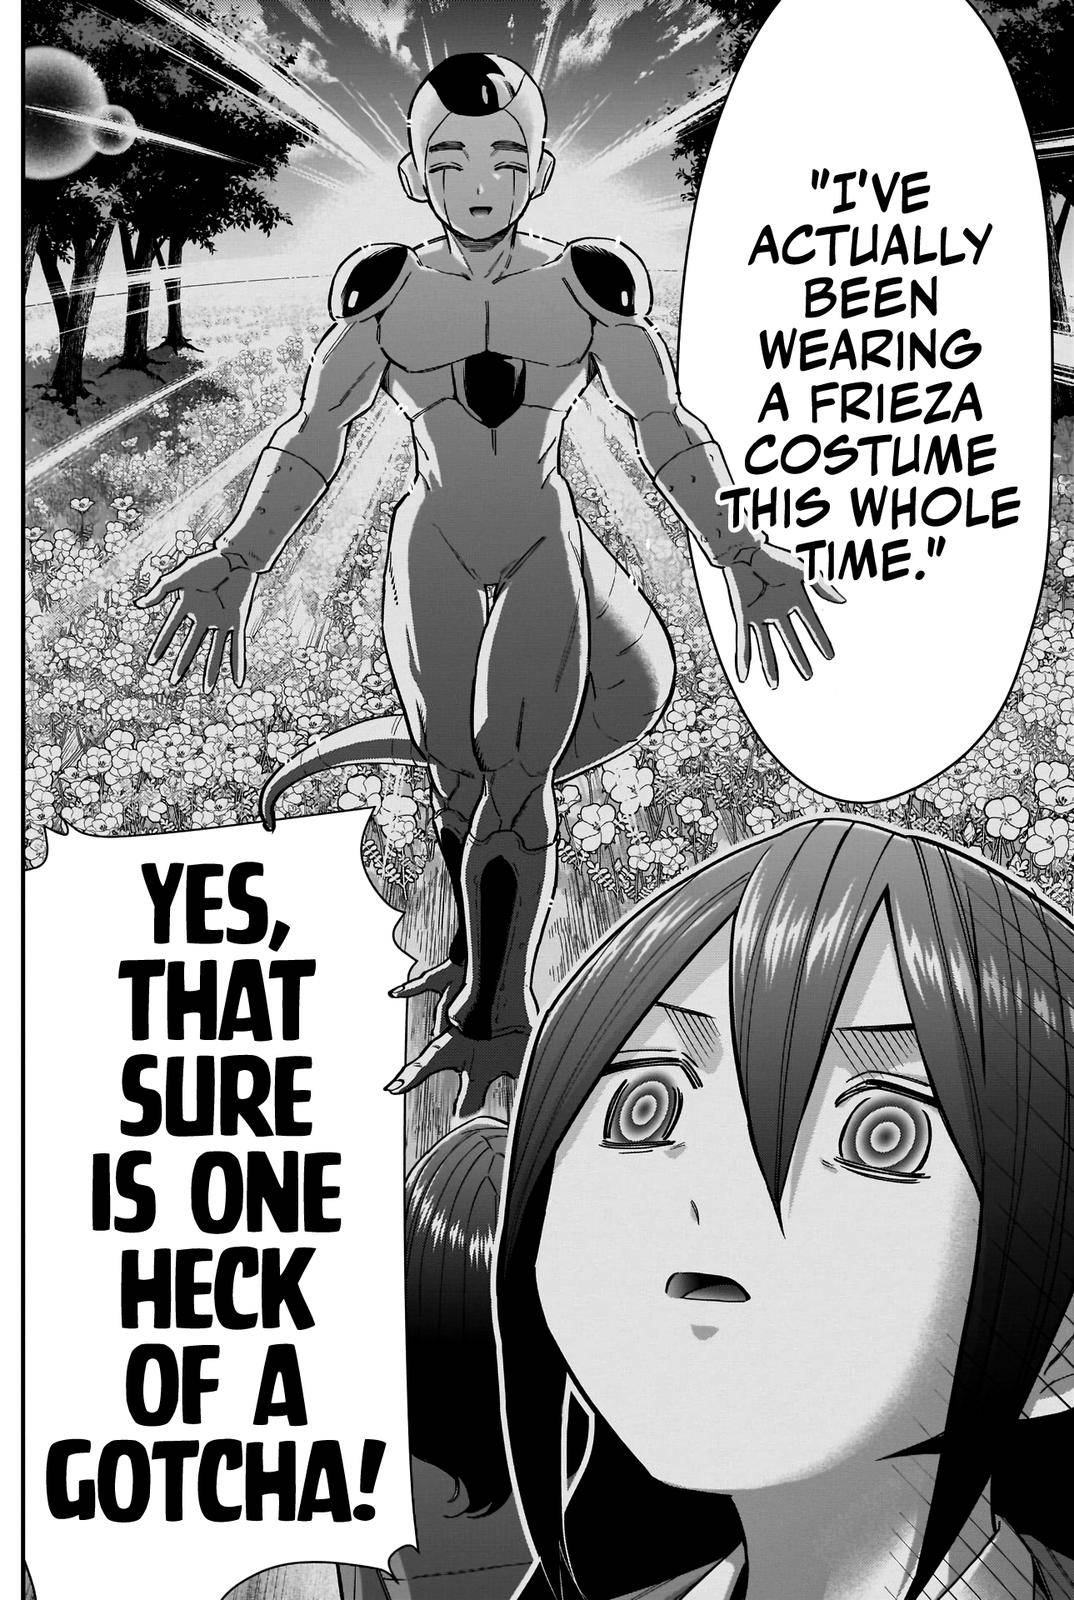 "I'VE
ACTUALLY
BEEN
WEARING
A FRIEZA
COSTUME
THIS WHOLE
TIME."
YES,
THAT
SURE
IS ONE
HECK
OF A
GOTCHA!